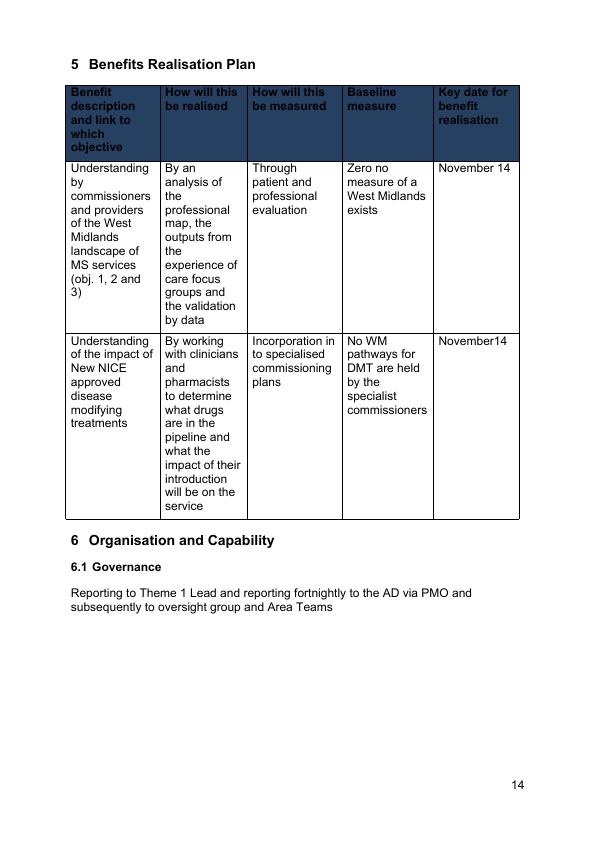 5 Benefits Realisation Plan
Benefit
description
and link to
which
objective
How will this
be realised
How will this
be measured
Baseline
measure
Key date for
benefit
realisation
Understanding
by
commissioners
and providers
of the West
Midlands
landscape of
MS services
(obj. 1, 2 and
3)
By an
analysis of
the
professional
map, the
outputs from
the
experience of
care focus
groups and
the validation
by data
Through
patient and
professional
evaluation
Zero no
measure of a
West Midlands
exists
November 14
Understanding
of the impact of
New NICE
approved
disease
modifying
treatments
By working
with clinicians
and
pharmacists
to determine
what drugs
are in the
pipeline and
what the
impact of their
introduction
will be on the
service
Incorporation in
to specialised
commissioning
plans
No WM
pathways for
DMT are held
by the
specialist
commissioners
November14
6 Organisation and Capability
6.1 Governance
Reporting to Theme 1 Lead and reporting fortnightly to the AD via PMO and
subsequently to oversight group and Area Teams
14